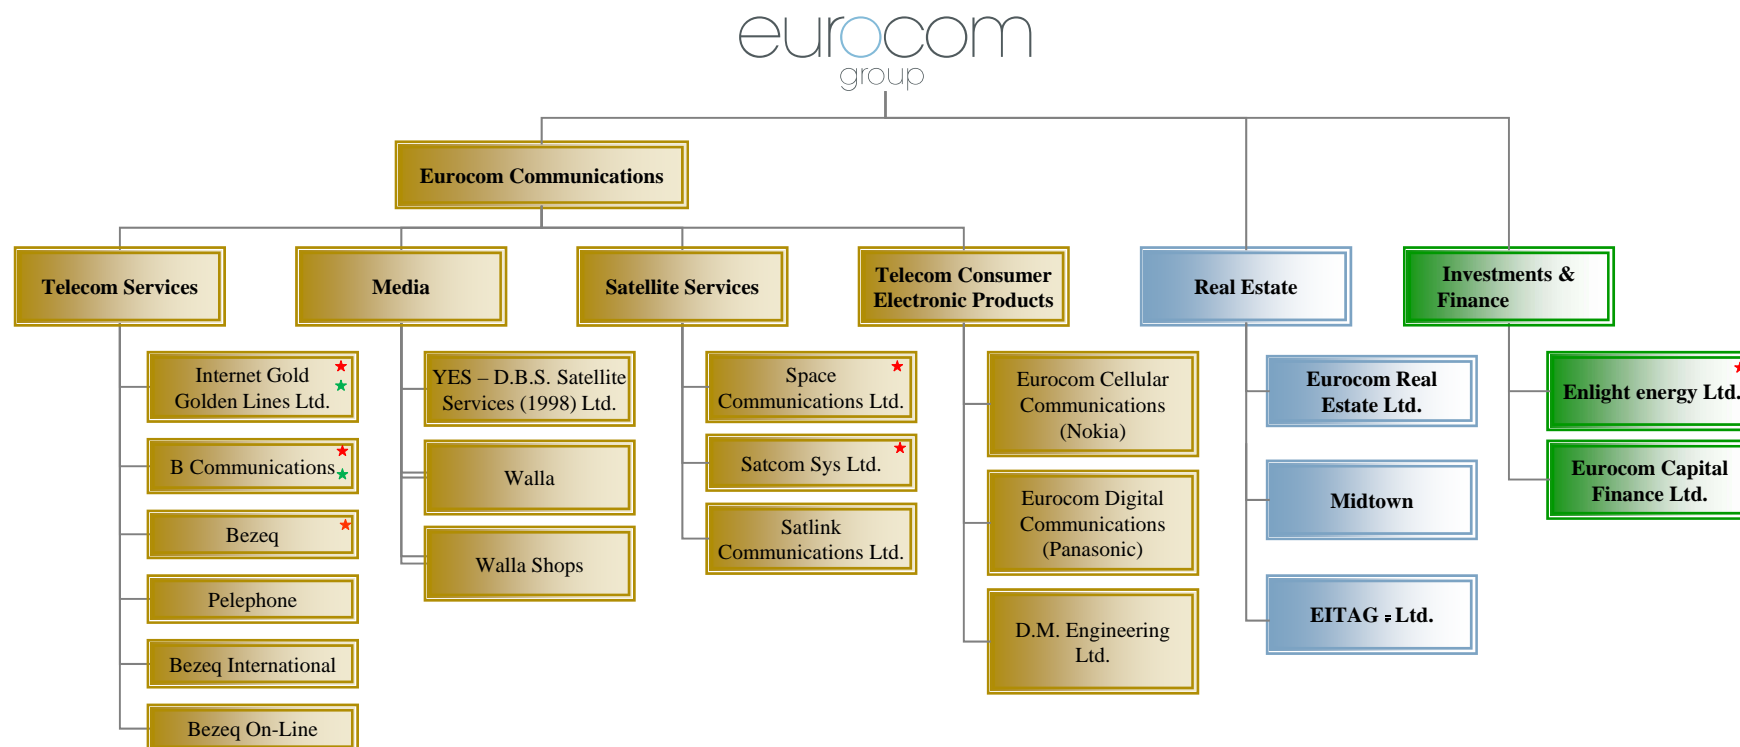 eurocom
group
Eurocom Communications
Telecom Services
Media
Satellite Services
Telecom Consumer
Electronic Products
Real Estate
Investments &
Finance
Internet Gold
Golden Lines Ltd.
B Communications
Bezeq
Pelephone
Bezeq International
Bezeq On-Line
YES – D.B.S. Satellite
Services (1998) Ltd.
Walla
Walla Shops
Space
Communications Ltd.
Satcom Sys Ltd.
Satlink
Communications Ltd.
Eurocom Cellular
Communications
(Nokia)
Eurocom Digital
Communications
(Panasonic)
D.M. Engineering
Ltd.
Eurocom Real
Estate Ltd.
Midtown
EITAG - Ltd.
Enlight energy Ltd.
Eurocom Capital
Finance Ltd.